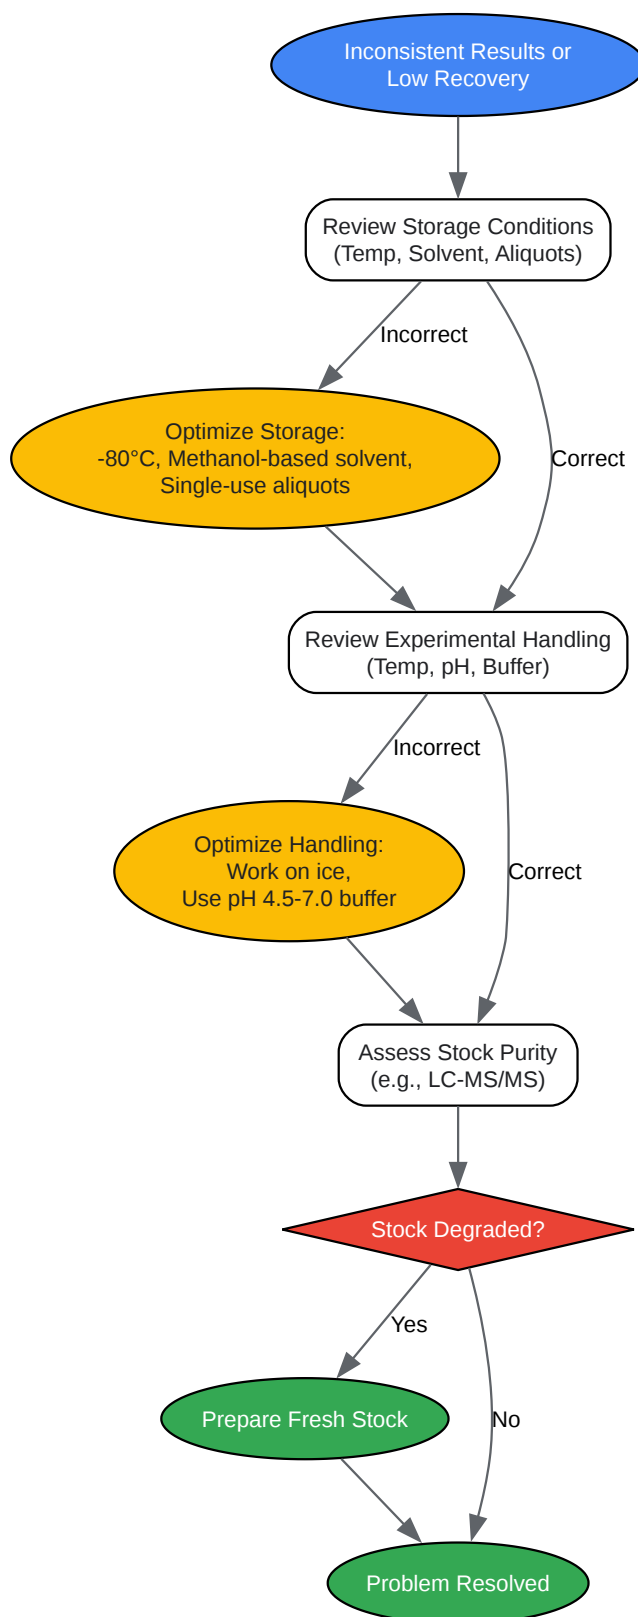 Inconsistent Results or
Low Recovery
Review Storage Conditions
(Temp, Solvent, Aliquots)
Incorrect
Optimize Storage:
-80°C, Methanol-based solvent,
Single-use aliquots
Correct
Review Experimental Handling
(Temp, pH, Buffer)
Incorrect
Optimize Handling:
Work on ice,
Use pH 4.5-7.0 buffer
Correct
Assess Stock Purity
(e.g., LC-MS/MS)
Stock Degraded?
Yes
Prepare Fresh Stock
No
Problem Resolved